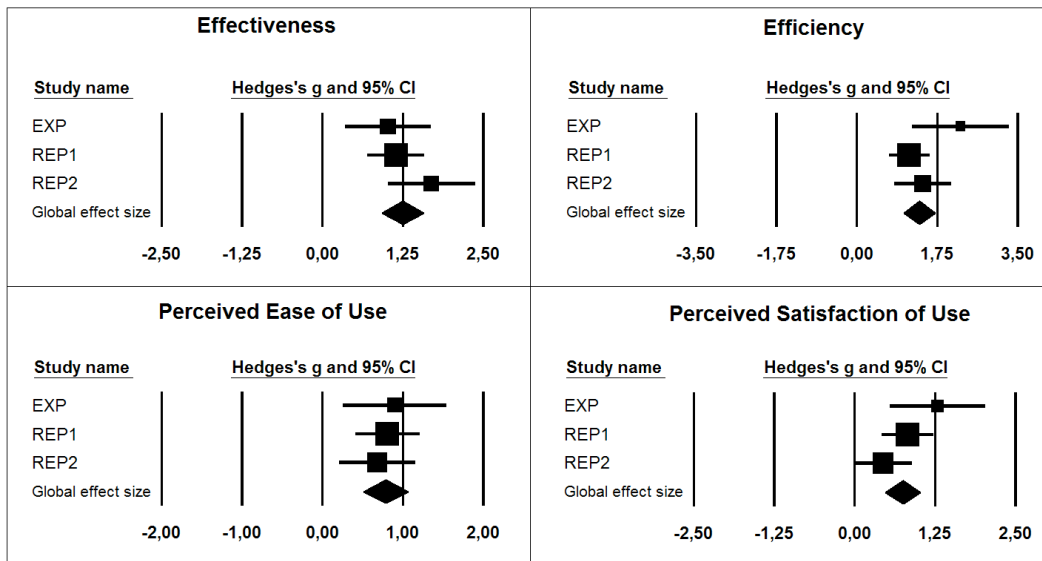 Effectiveness
Study name Hedges's g and 95% CI
EXP
REP1
REP2
Global effect size
-2,50 -1,25 0,00 1,25 2,50
Efficiency
Study name Hedges's g and 95% CI
EXP
REP1
REP2
Global effect size
-3,50 -1,75 0,00 1,75 3,50
Perceived Ease of Use
Study name Hedges's g and 95% CI
EXP
REP1
REP2
Global effect size
-2,00 -1,00 0,00 1,00 2,00
Perceived Satisfaction of Use
Study name Hedges's g and 95% CI
EXP
REP1
REP2
Global effect size
-2,50 -1,25 0,00 1,25 2,50